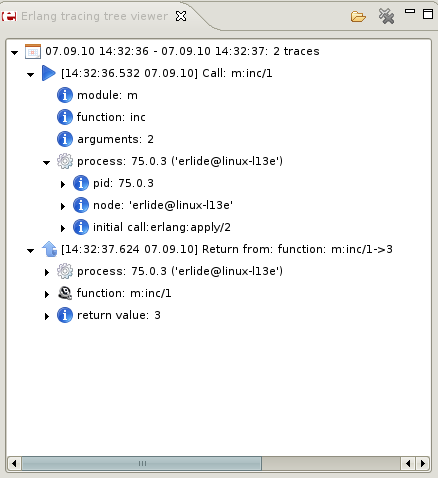 Erlang tracing tree viewer
07.09.10 14:32:36 - 07.09.10 14:32:37: 2 traces
[14:32:36.532 07.09.10] Call: m:inc/1
module: m
function: inc
arguments: 2
process: 75.0.3 ('erlide@linux-l13e')
pid: 75.0.3
node: 'erlide@linux-l13e'
initial call:erlang:apply/2
[14:32:37.624 07.09.10] Return from: function: m:inc/1->3
process: 75.0.3 ('erlide@linux-l13e')
function: m:inc/1
return value: 3